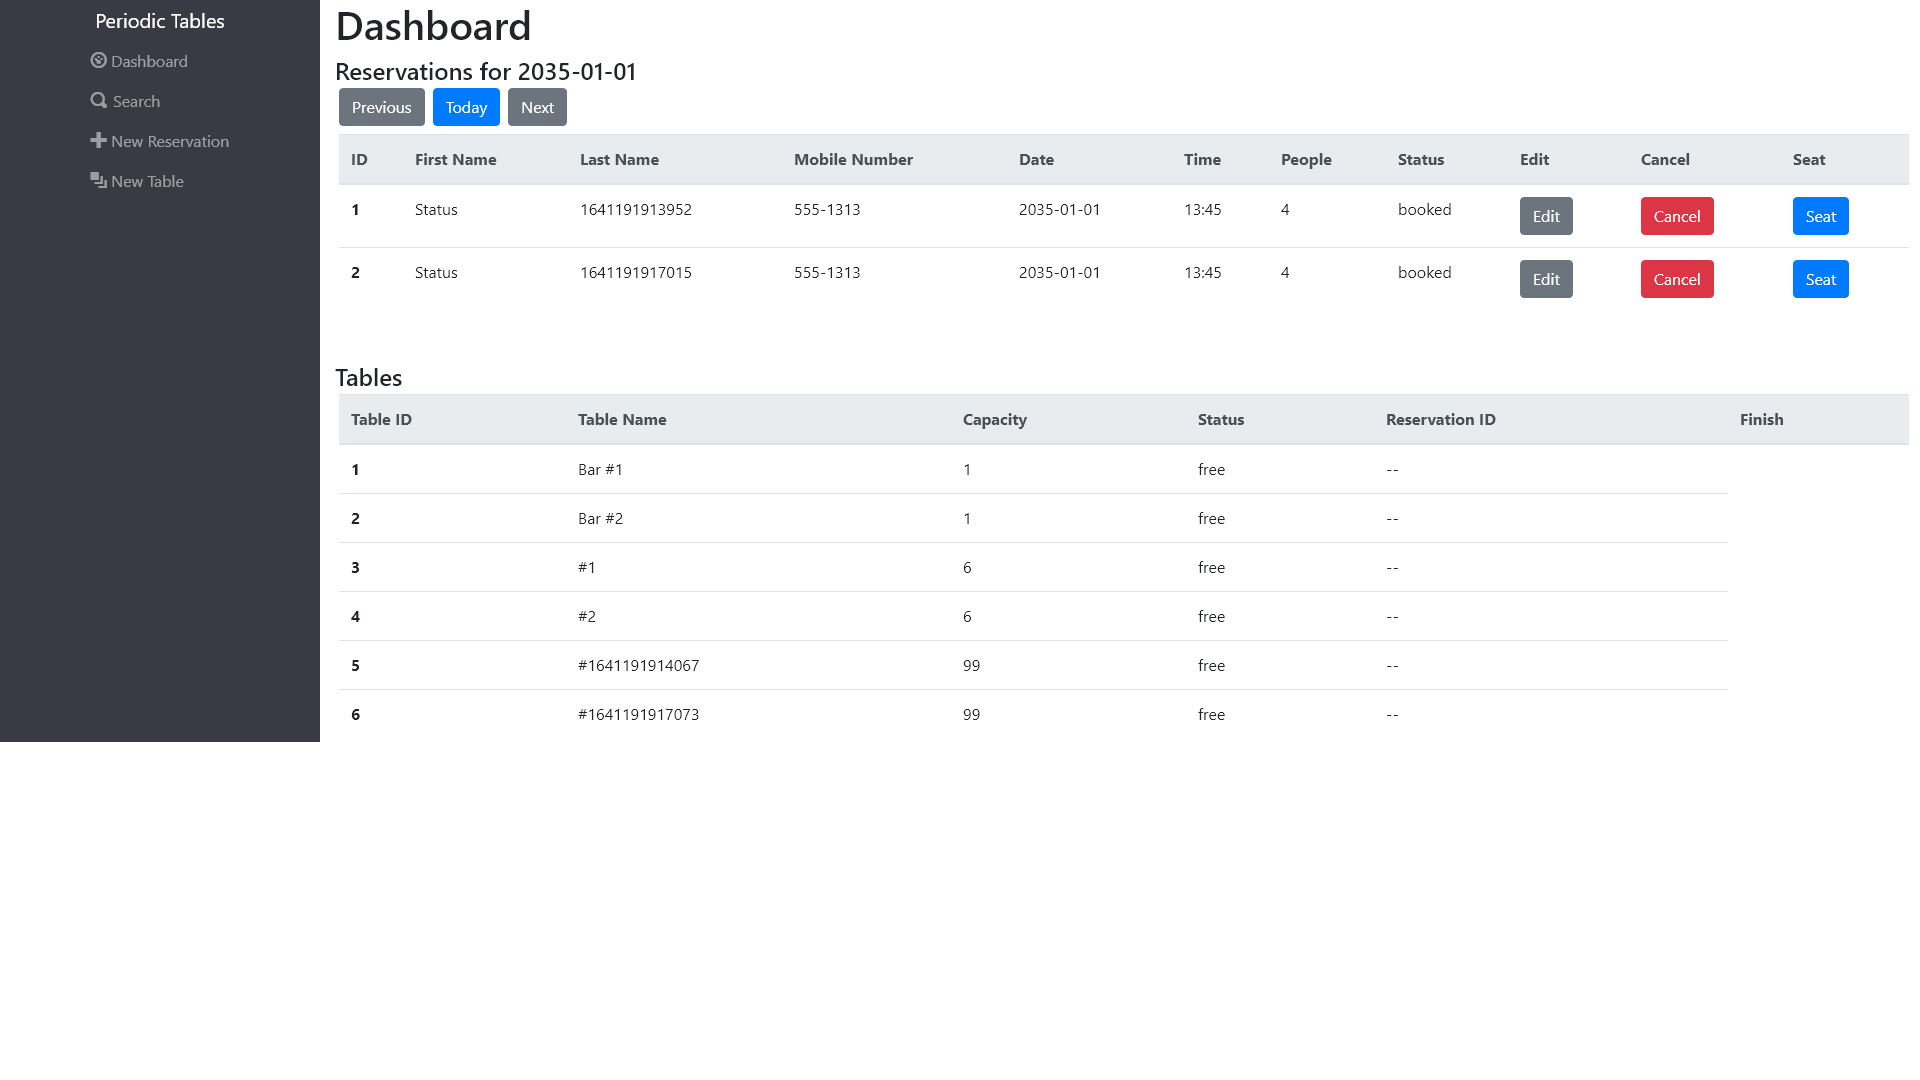 Periodic Tables
Dashboard
Search
New Reservation
New Table
Dashboard
Reservations for 2035-01-01
Previous Today Next
ID First Name Last Name Mobile Number Date Time People Status Edit Cancel Seat
1 Status 1641191913952 555-1313 2035-01-01 13:45 4 booked Edit Cancel Seat
2 Status 1641191917015 555-1313 2035-01-01 13:45 4 booked Edit Cancel Seat
Tables
Table ID Table Name Capacity Status Reservation ID Finish
1 Bar #1 1 free --
2 Bar #2 1 free --
3 #1 6 free --
4 #2 6 free --
5 #1641191914067 99 free --
6 #1641191917073 99 free --